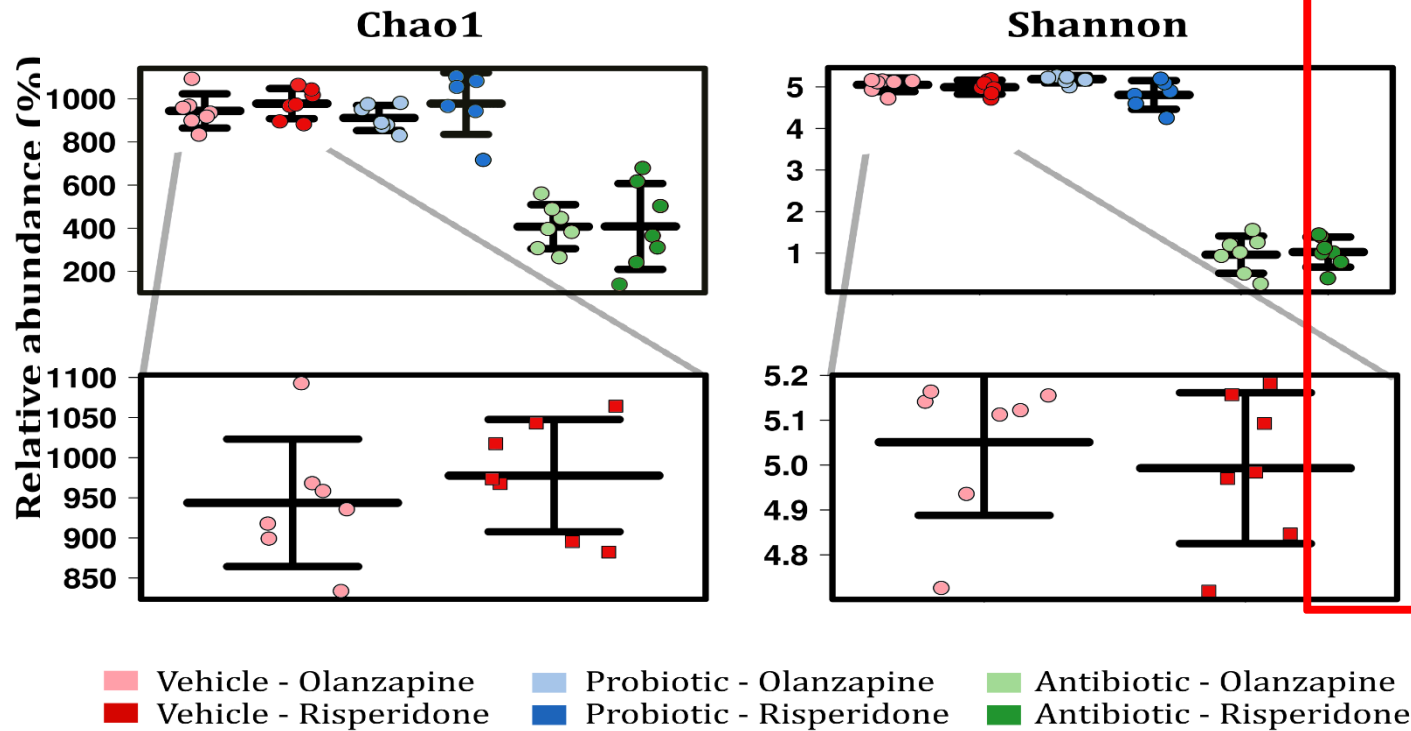 Chao1
Shannon
Relative abundance (%)
1000
800
600
400
200
5
4
3
2
1
1100
1050
1000
950
900
850
5.2
5.1
5.0
4.9
4.8
Vehicle - Olanzapine
Probiotic - Olanzapine
Antibiotic - Olanzapine
Vehicle - Risperidone
Probiotic - Risperidone
Antibiotic - Risperidone